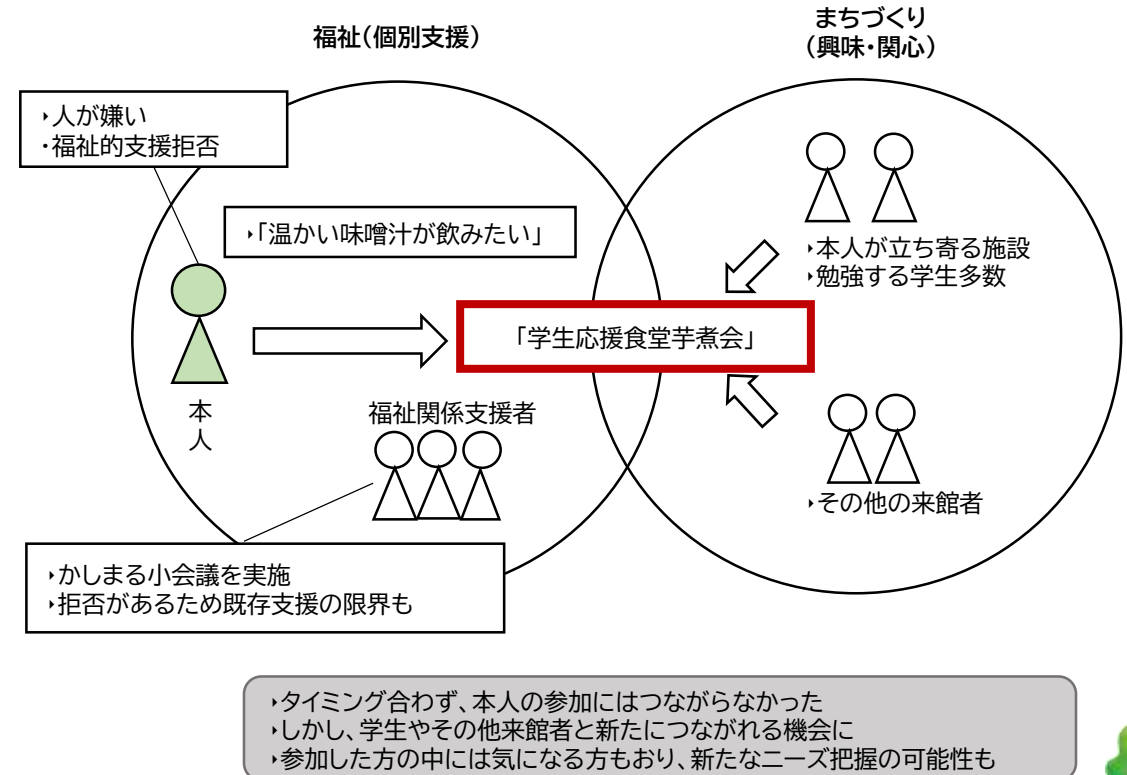 福祉(個別支援)
まちづくり
(興味・関心)
‣人が嫌い
・福祉的支援拒否
‣「温かい味噌汁が飲みたい」
‣本人が立ち寄る施設
‣勉強する学生多数
「学生応援食堂芋煮会」
本
人
福祉関係支援者
‣その他の来館者
‣かしまる小会議を実施
‣拒否があるため既存支援の限界も
‣タイミング合わず、本人の参加にはつながらなかった
‣しかし、学生やその他来館者と新たにつながれる機会に
‣参加した方の中には気になる方もおり、新たなニーズ把握の可能性も